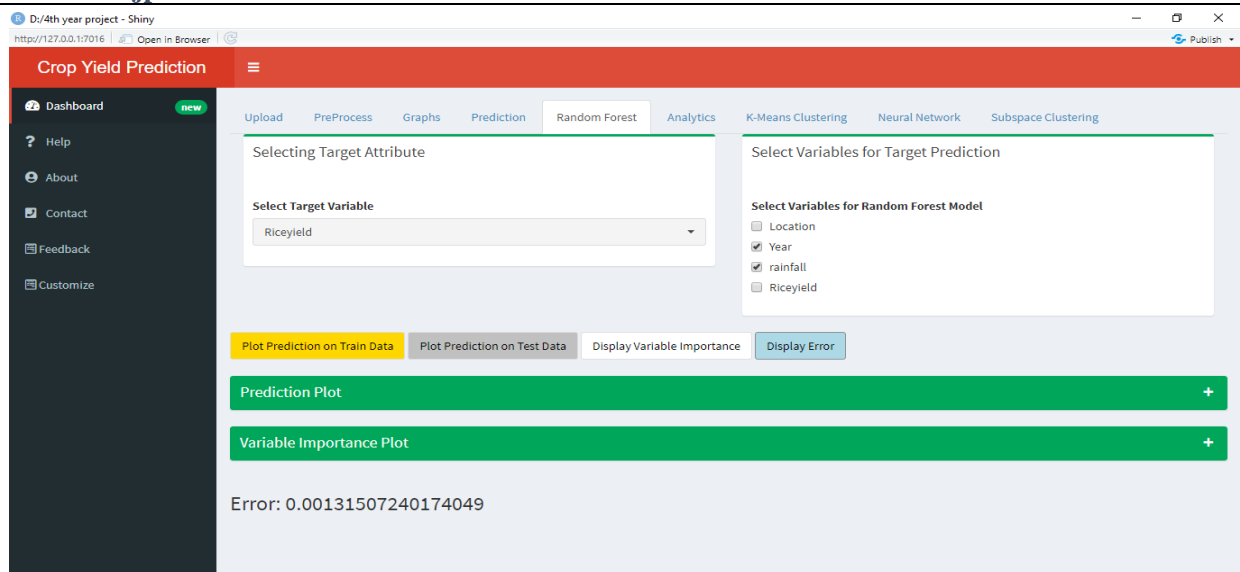 D:/4th year project - Shiny
http://127.0.0.1:7016 Open in Browser Publish
Crop Yield Prediction
Dashboard new
Help
About
Contact
Feedback
Customize
Upload PreProcess Graphs Prediction Random Forest Analytics K-Means Clustering Neural Network Subspace Clustering
Selecting Target Attribute
Select Target Variable
Riceyield
Select Variables for Target Prediction
Select Variables for Random Forest Model
Location
Year
rainfall
Riceyield
Plot Prediction on Train Data Plot Prediction on Test Data Display Variable Importance Display Error
Prediction Plot +
Variable Importance Plot +
Error: 0.00131507240174049